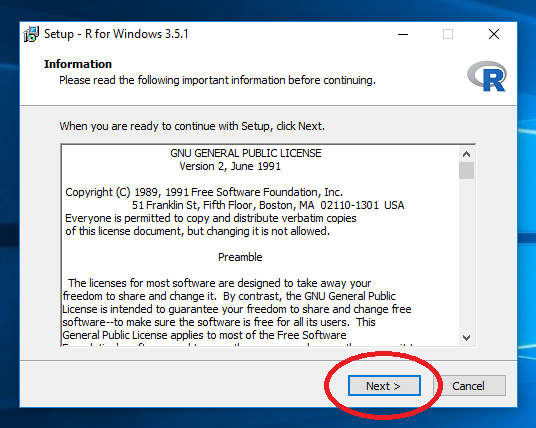 Setup - R for Windows 3.5.1
Information
Please read the following important information before continuing.
R
When you are ready to continue with Setup, click Next.
GNU GENERAL PUBLIC LICENSE
Version 2, June 1991
Copyright (C) 1989, 1991 Free Software Foundation, Inc.
51 Franklin St, Fifth Floor, Boston, MA  02110-1301  USA
Everyone is permitted to copy and distribute verbatim copies
of this license document, but changing it is not allowed.
Preamble
The licenses for most software are designed to take away your
freedom to share and change it.  By contrast, the GNU General Public
License is intended to guarantee your freedom to share and change free
software--to make sure the software is free for all its users.  This
General Public License applies to most of the Free Software
Next >
Cancel